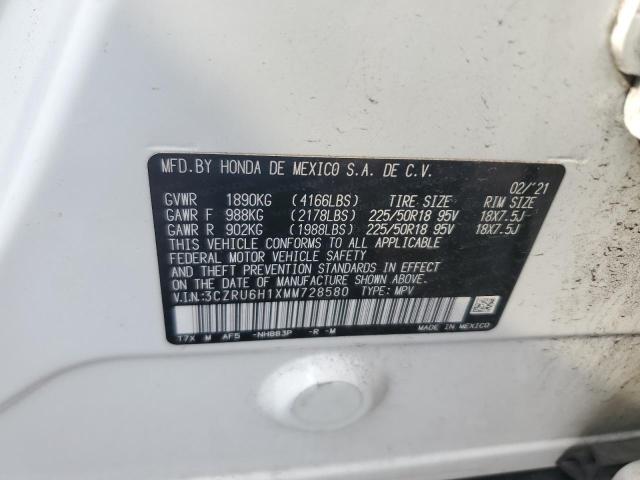 MFD. BY HONDA DE MEXICO S.A. DE C.V.
02/'21
GVWR 1890KG (4166LBS) TIRE SIZE RIM SIZE
GAWR F 988KG (2178LBS) 225/50R18 95V 18X7.5J
GAWR R 902KG (1988LBS) 225/50R18 95V 18X7.5J
THIS VEHICLE CONFORMS TO ALL APPLICABLE
FEDERAL MOTOR VEHICLE SAFETY
AND THEFT PREVENTION STANDARDS IN EFFECT
ON THE DATE OF MANUFACTURE SHOWN ABOVE.
V.I.N:3CZRU6H1XMM728580 TYPE: MPV
T7X M AF5 -NH883P -R -M MADE IN MEXICO